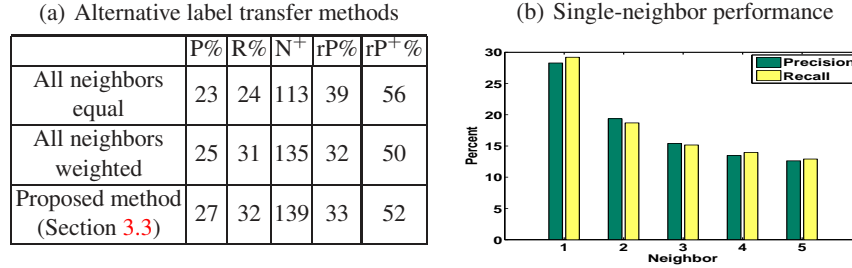 (a) Alternative label transfer methods
P% R% N+ rP% rP+%
All neighbors
equal
23 24 113 39 56
All neighbors
weighted
25 31 135 32 50
Proposed method
(Section 3.3)
27 32 139 33 52
(b) Single-neighbor performance
Precision
Recall
30
25
20
15
10
5
0
Percent
1 2 3 4 5
Neighbor